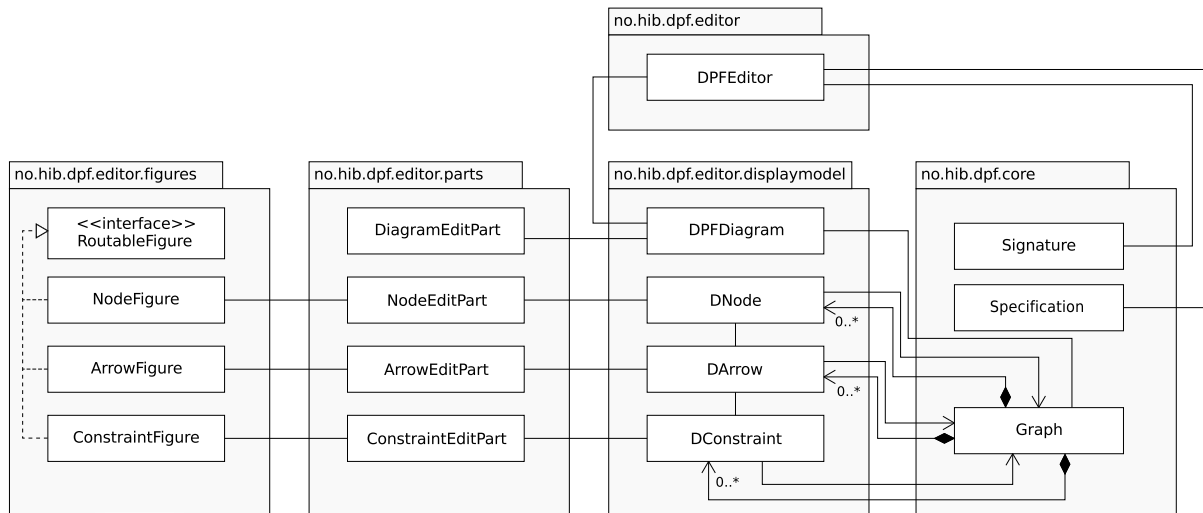 no.hib.dpf.editor
DPFEditor
no.hib.dpf.editor.figures
<<interface>>
RoutableFigure
NodeFigure
ArrowFigure
ConstraintFigure
no.hib.dpf.editor.parts
DiagramEditPart
NodeEditPart
ArrowEditPart
ConstraintEditPart
no.hib.dpf.editor.displaymodel
DPFDiagram
DNode
0..*
DArrow
0..*
DConstraint
0..*
no.hib.dpf.core
Signature
Specification
Graph